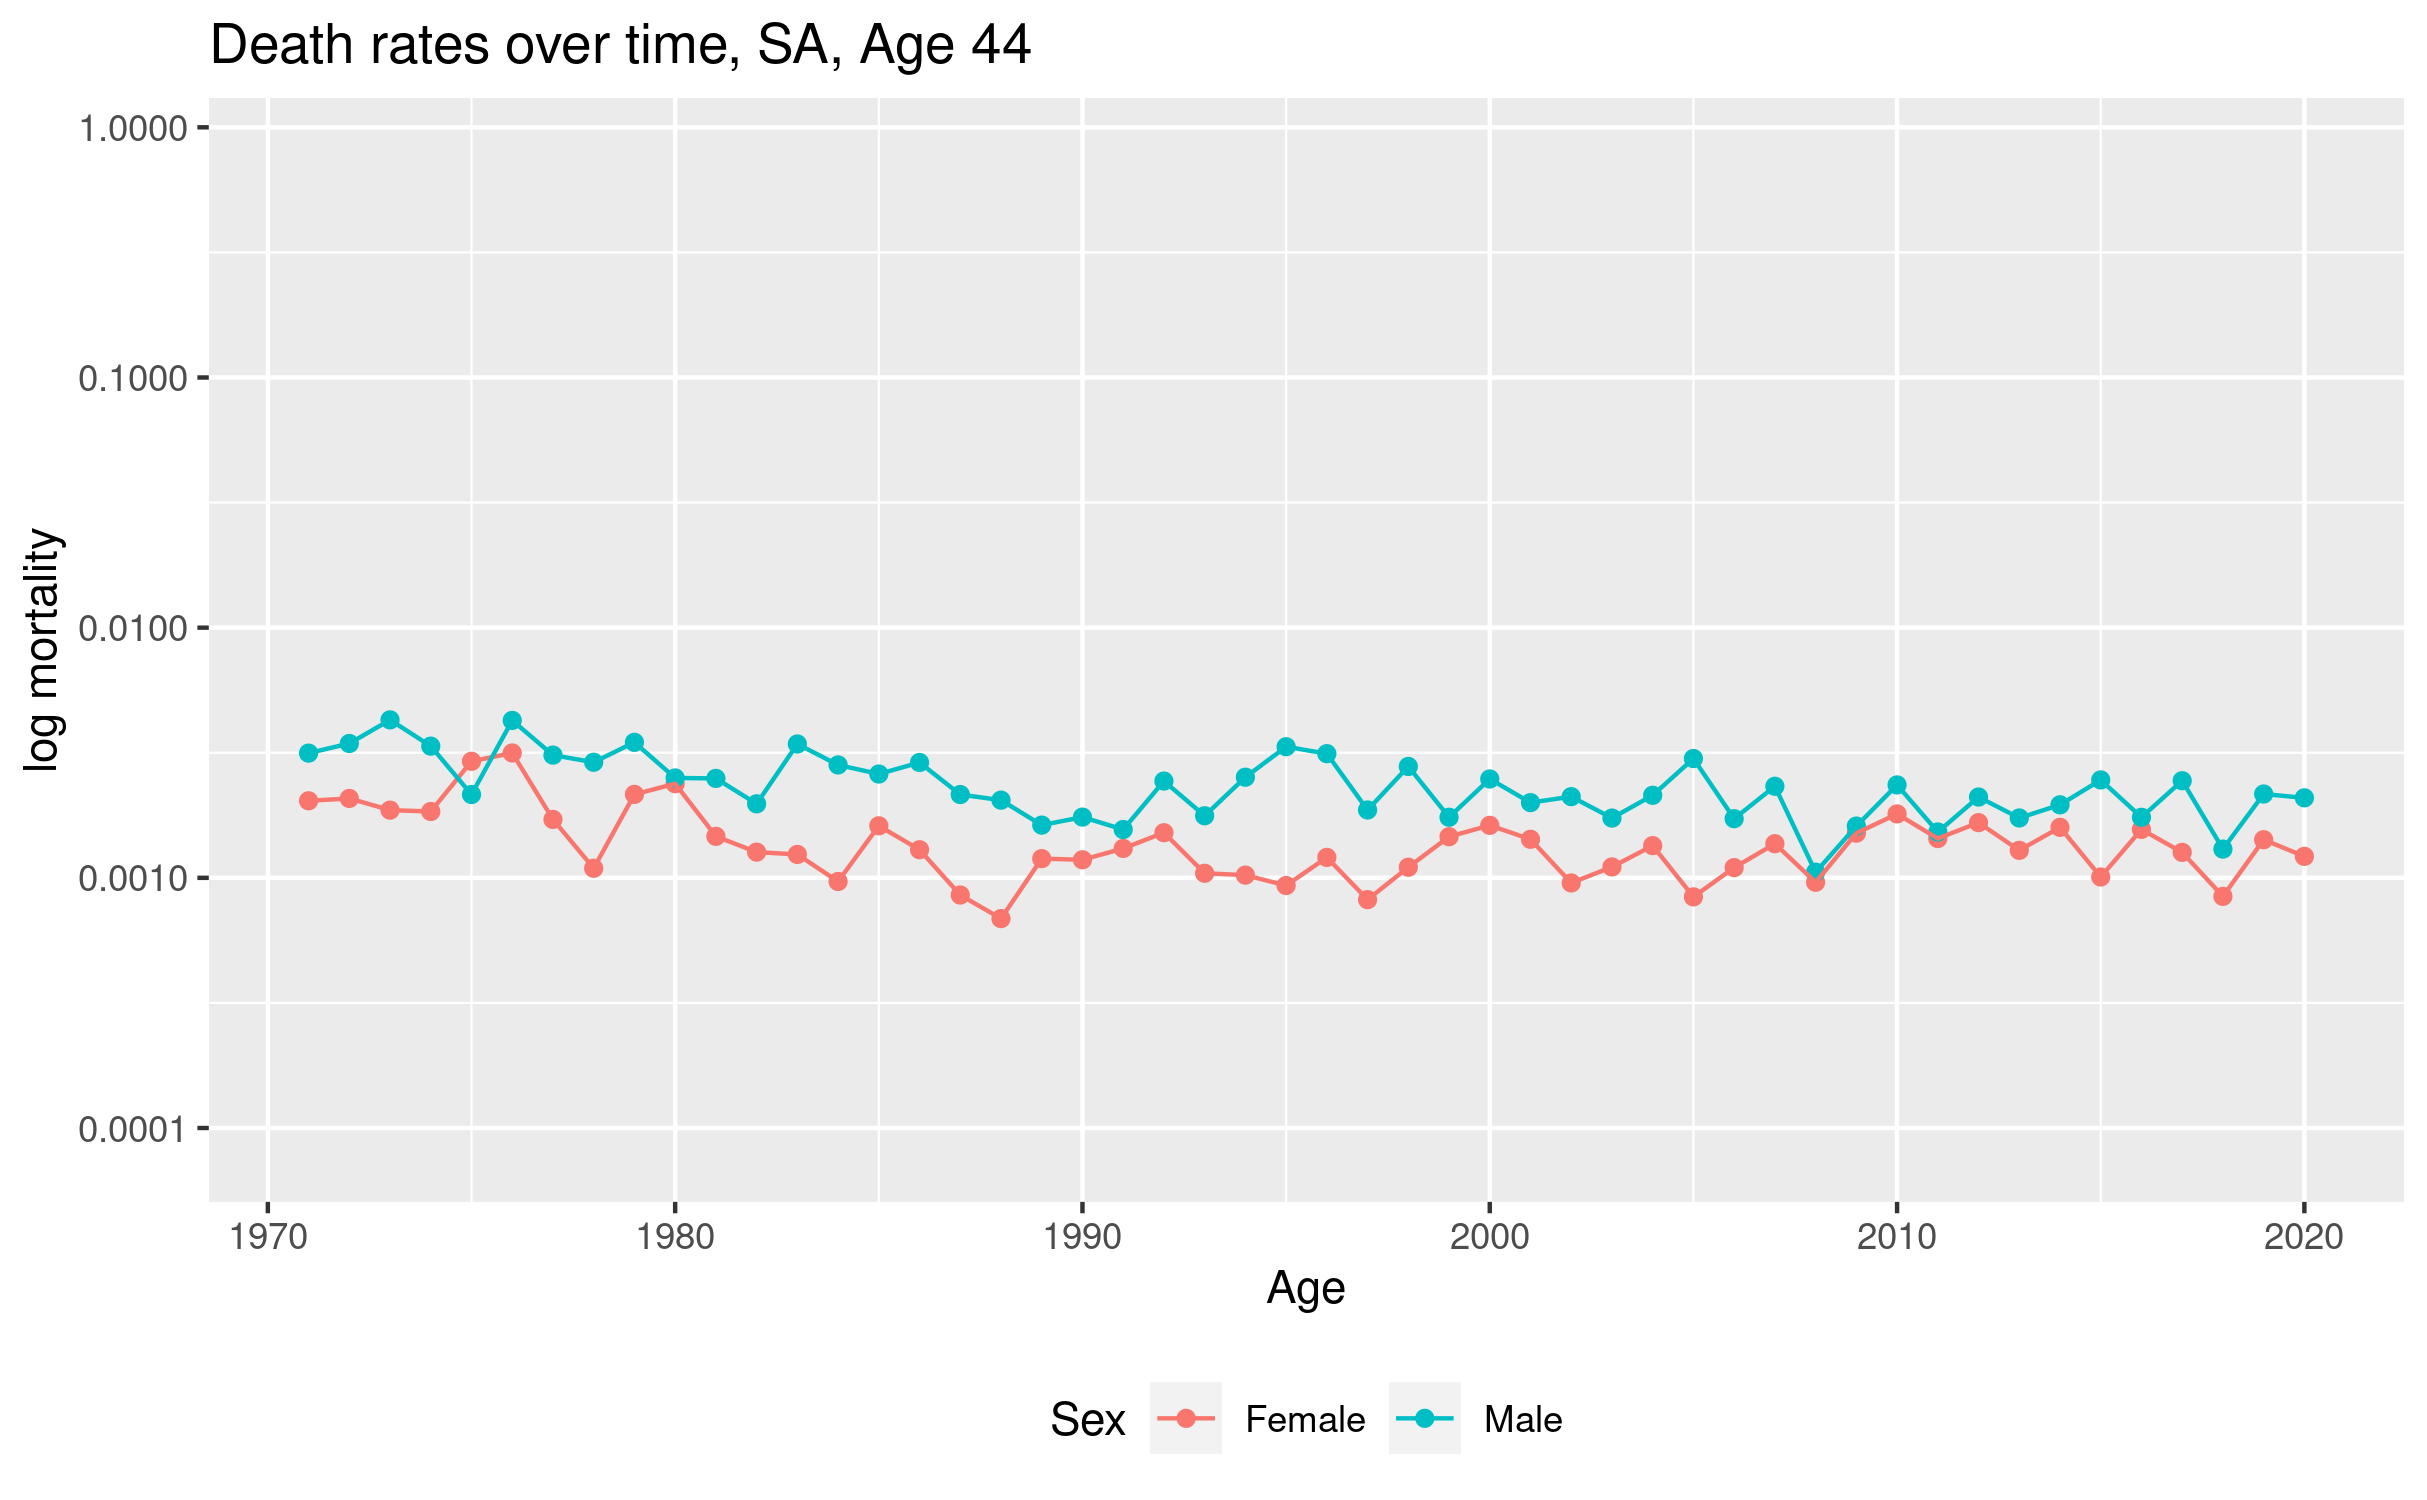 Death rates over time, SA, Age 44
log mortality
1.0000
0.1000
0.0100
0.0010
0.0001
1970 1980 1990 2000 2010 2020
Age
Sex Female Male